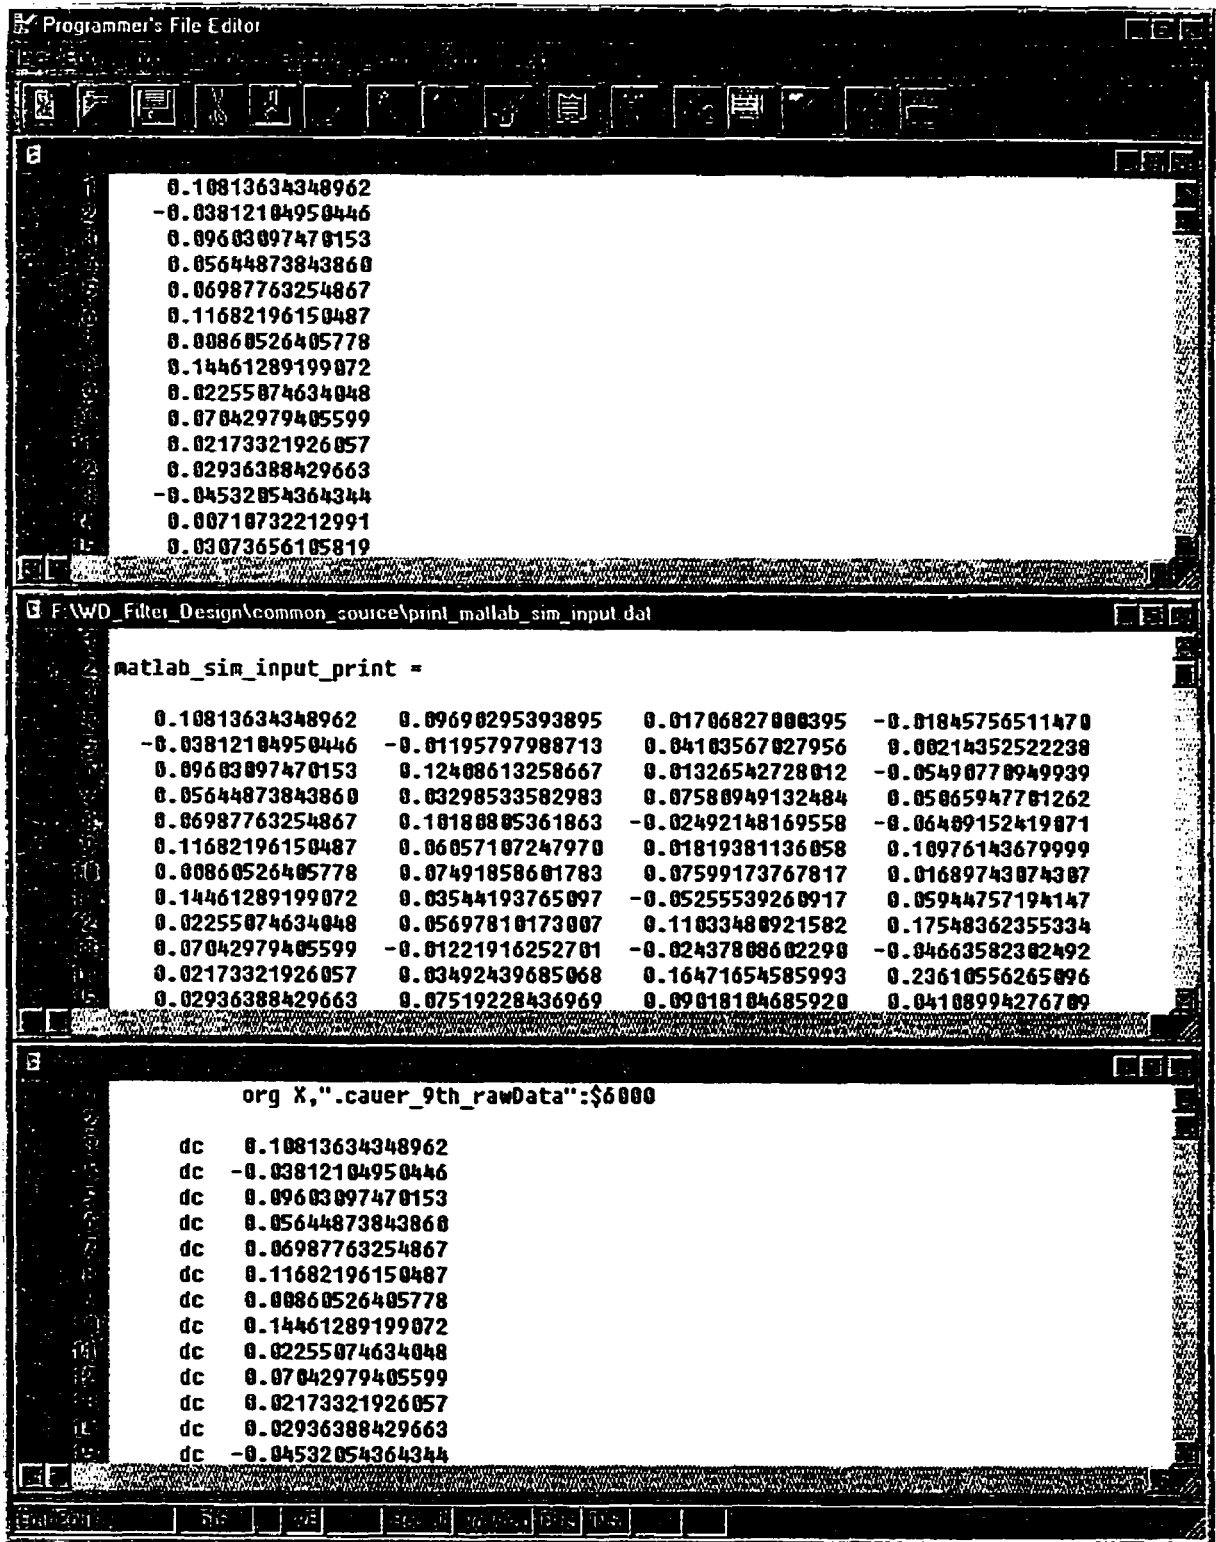 Programmer's File Editor
0.10813634348962
-0.03812104950446
0.09603097470153
0.05644873843860
0.06987763254867
0.11682196150487
0.00860526405778
0.14461289199072
0.02255074634048
0.07042979405599
0.02173321926057
0.02936388429663
-0.04532054364344
0.00710732212991
0.03073656105819
F:\WD_Filter_Design\common_source\print_matlab_sim_input.dat
matlab_sim_input_print =
0.10813634348962 0.09690295393895 0.01706827000395 -0.01845756511470
-0.03812104950446 -0.01195797988713 0.04103567027956 0.00214352522238
0.09603097470153 0.12408613258667 0.01326542728012 -0.05490770949939
0.05644873843860 0.03298533582983 0.07580949132484 0.05065947701262
0.06987763254867 0.10180805361863 -0.02492148169558 -0.06409152419071
0.11682196150487 0.06057107247970 0.01819381136058 0.10976143679999
0.00860526405778 0.07491858601783 0.07599173767817 0.01689743074307
0.14461289199072 0.03544193765097 -0.05255539260917 0.05944757194147
0.02255074634048 0.05697810173007 0.11033480921582 0.17548362355334
0.07042979405599 -0.01221916252701 -0.02437808602290 -0.04663582302492
0.02173321926057 0.03492439685068 0.16471654585993 0.23610556265096
0.02936388429663 0.07519228436969 0.09018104685920 0.04108994276709
org X,".cauer_9th_rawData":$6000
dc 0.10813634348962
dc -0.03812104950446
dc 0.09603097470153
dc 0.05644873843860
dc 0.06987763254867
dc 0.11682196150487
dc 0.00860526405778
dc 0.14461289199072
dc 0.02255074634048
dc 0.07042979405599
dc 0.02173321926057
dc 0.02936388429663
dc -0.04532054364344